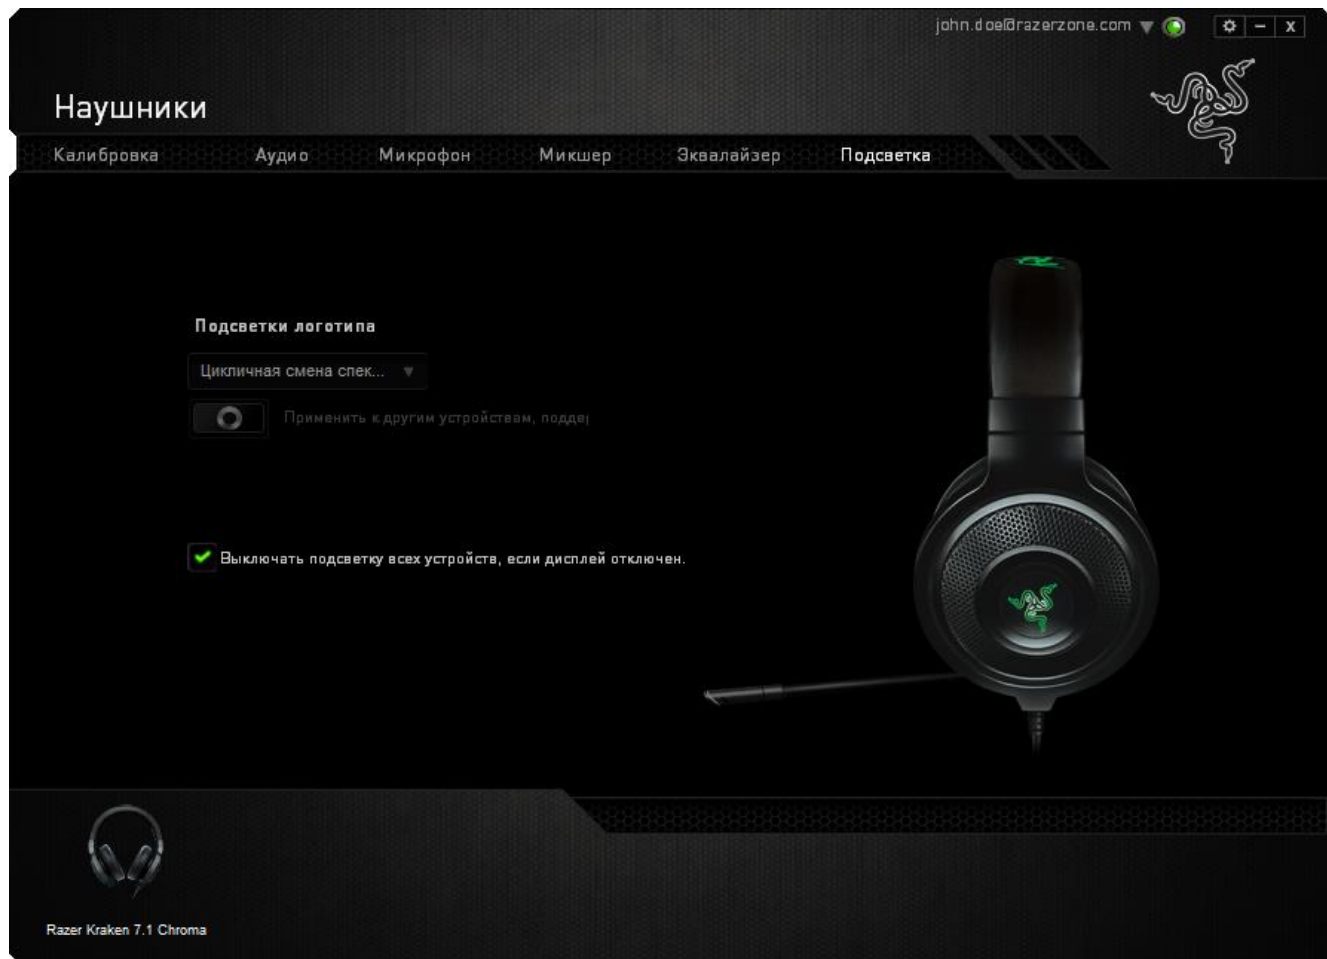 john.doe@razerzone.com
Наушники
Калибровка Аудио Микрофон Микшер Эквалайзер Подсветка
Подсветки логотипа
Цикличная смена спек...
Применить к другим устройствам,
Выключать подсветку всех устройств, если дисплей отключен.
Razer Kraken 7.1 Chroma